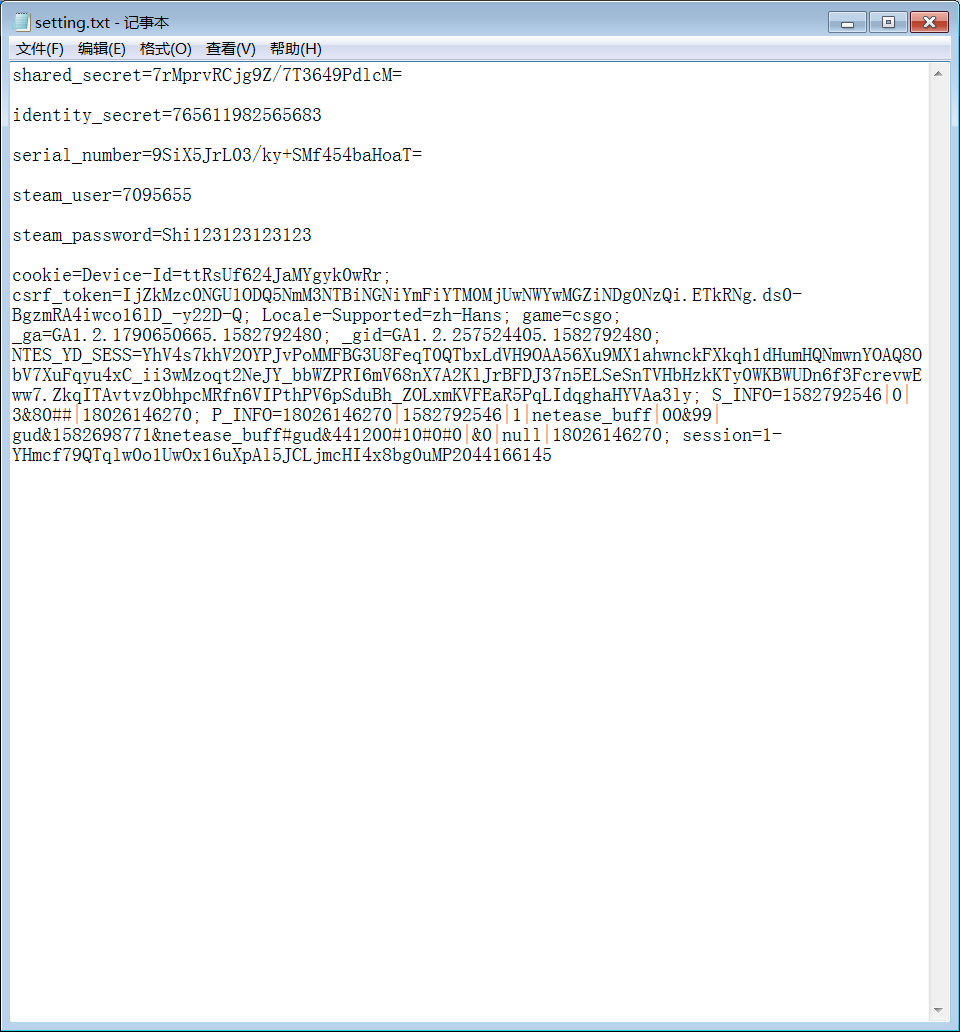 setting.txt - 记事本
文件(F) 编辑(E) 格式(O) 查看(V) 帮助(H)
shared_secret=7rMprvRCjg9Z/7T3649PdlcM=
identity_secret=765611982565683
serial_number=9SiX5JrL03/ky+SMf454baHoaT=
steam_user=7095655
steam_password=Shi123123123123
cookie=Device-Id=ttRsUf624JaMYgyk0wRr;
csrf_token=IjZkMzc0NGU1ODQ5NmM3NTBiNGNiYmFiYTM0MjUwNWYwMGZiNDg0NzQi.ETkRNg.ds0-
BgzmRA4iwco16lD_-y22D-Q; Locale-Supported=zh-Hans; game=csgo;
_ga=GA1.2.1790650665.1582792480; _gid=GA1.2.257524405.1582792480;
NTES_YD_SESS=YhV4s7khV2OYPJvPoMMFBG3U8FeqT0QTbxLdVH9OAA56Xu9MX1ahwnckFXkqh1dHumHQNmwnYOAQ8O
bV7XuFqyu4xC_ii3wMzoqt2NeJY_bbWZPRI6mV68nX7A2KlJrBFDJ37n5ELSeSnTVHbHzkKTy0WKBWUDn6f3FcrevwE
ww7.ZkqITAvtvzObhpcMRfn6VIPthPV6pSduBh_ZOLxmKVFEaR5PqLIdqghaHYVAa3ly; S_INFO=1582792546|0|
3&80##|18026146270; P_INFO=18026146270|1582792546|1|netease_buff|00&99|
gud&1582698771&netease_buff#gud&441200#10#0#0|&0|null|18026146270; session=1-
YHmcf79QTqlw0o1UwOx16uXpAl5JCLjmcHI4x8bg0uMP2044166145